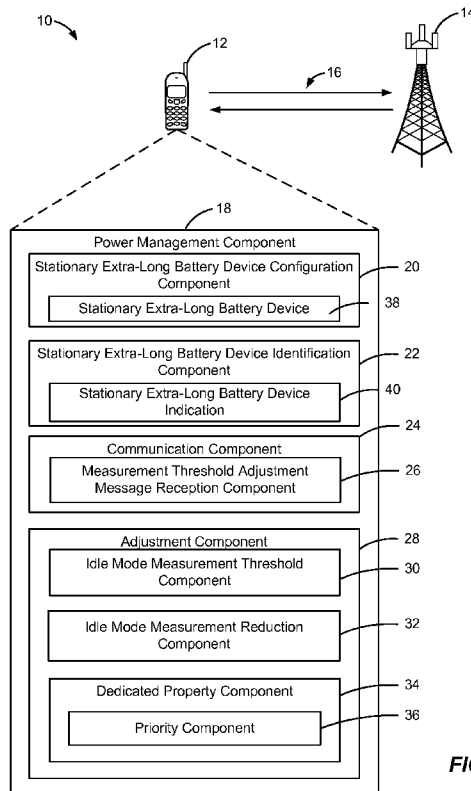 10
12
14
16
18
Power Management Component
Stationary Extra-Long Battery Device Configuration
Component
20
Stationary Extra-Long Battery Device
38
Stationary Extra-Long Battery Device Identification
Component
22
Stationary Extra-Long Battery Device
Indication
40
Communication Component
24
Measurement Threshold Adjustment
Message Reception Component
26
Adjustment Component
28
Idle Mode Measurement Threshold
Component
30
Idle Mode Measurement Reduction
Component
32
Dedicated Property Component
34
Priority Component
36